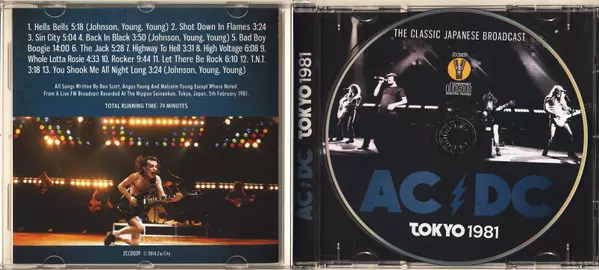 1. Hells Bells 5:18 (Johnson, Young, Young) 2. Shot Down In Flames 3:24
3. Sin City 5:04 4. Back In Black 3:50 (Johnson, Young, Young) 5. Bad Boy
Boogie 14:00 6. The Jack 5:28 7. Highway To Hell 3:31 8. High Voltage 6:08 9.
Whole Lotta Rosie 4:33 10. Rocker 9:44 11. Let There Be Rock 6:10 12. T.N.T.
3:18 13. You Shook Me All Night Long 3:24 (Johnson, Young, Young)
All Songs Written By Bon Scott, Angus Young And Malcolm Young Except Where Noted.
From A Live FM Broadcast Recorded At The Nippon Seinenkan, Tokyo, Japan. 5th February 1981.
TOTAL RUNNING TIME: 74 MINUTES
ZCCD039 © 2016 Zip City
AC/DC TOKYO 1981
THE CLASSIC JAPANESE BROADCAST
ZCCD039
COMPACT
disc
DIGITAL AUDIO
AC DC
TOKYO 1981